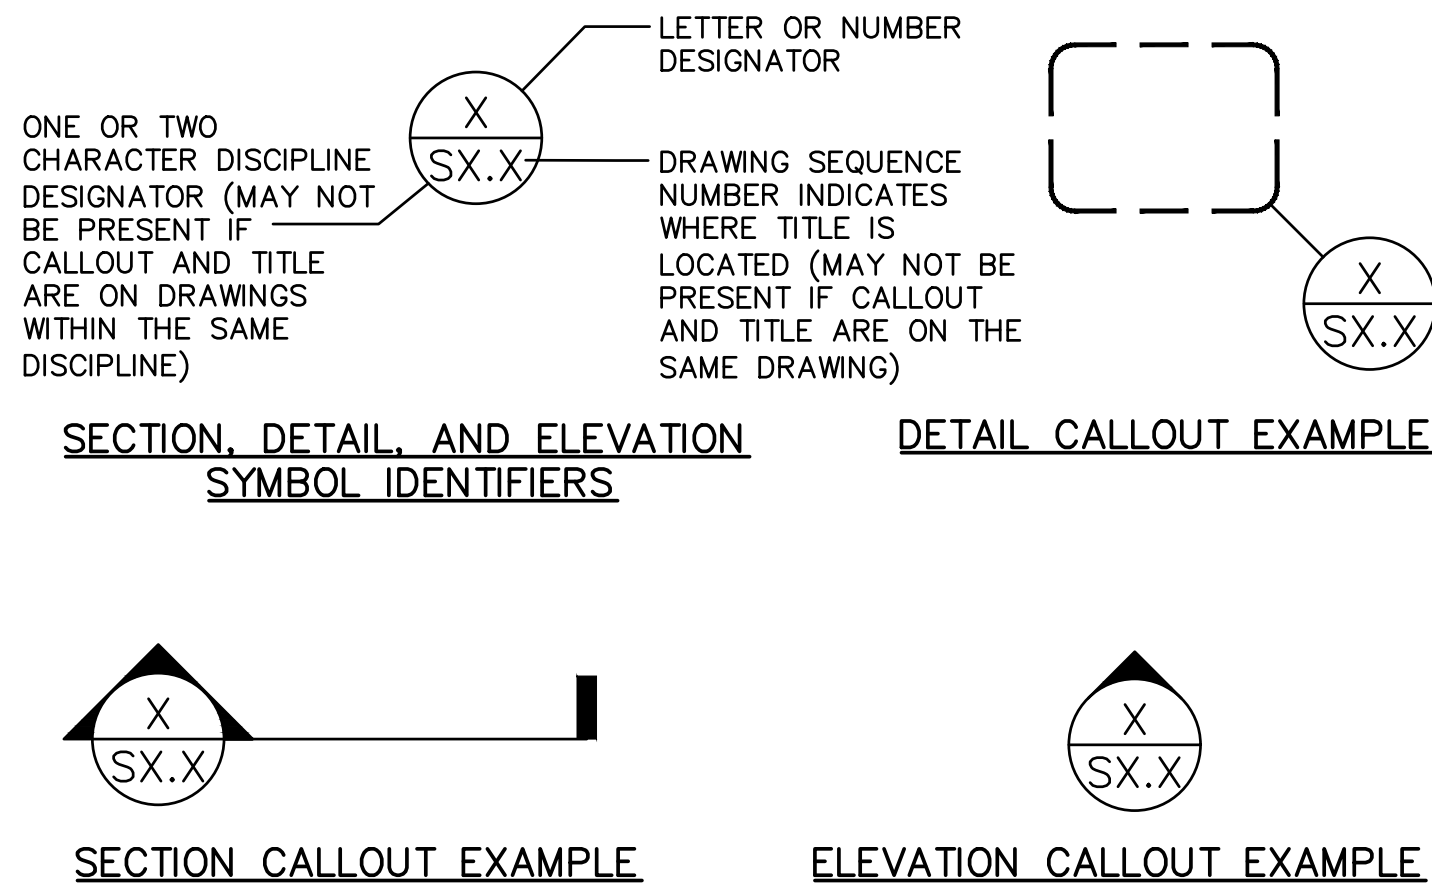 LETTER OR NUMBER
DESIGNATOR
X
SX.X
ONE OR TWO
CHARACTER DISCIPLINE
DESIGNATOR (MAY NOT
BE PRESENT IF
CALLOUT AND TITLE
ARE ON DRAWINGS
WITHIN THE SAME
DISCIPLINE)
DRAWING SEQUENCE
NUMBER INDICATES
WHERE TITLE IS
LOCATED (MAY NOT BE
PRESENT IF CALLOUT
AND TITLE ARE ON THE
SAME DRAWING)
SECTION, DETAIL, AND ELEVATION
SYMBOL IDENTIFIERS
X
SX.X
DETAIL CALLOUT EXAMPLE
X
SX.X
SECTION CALLOUT EXAMPLE
X
SX.X
ELEVATION CALLOUT EXAMPLE